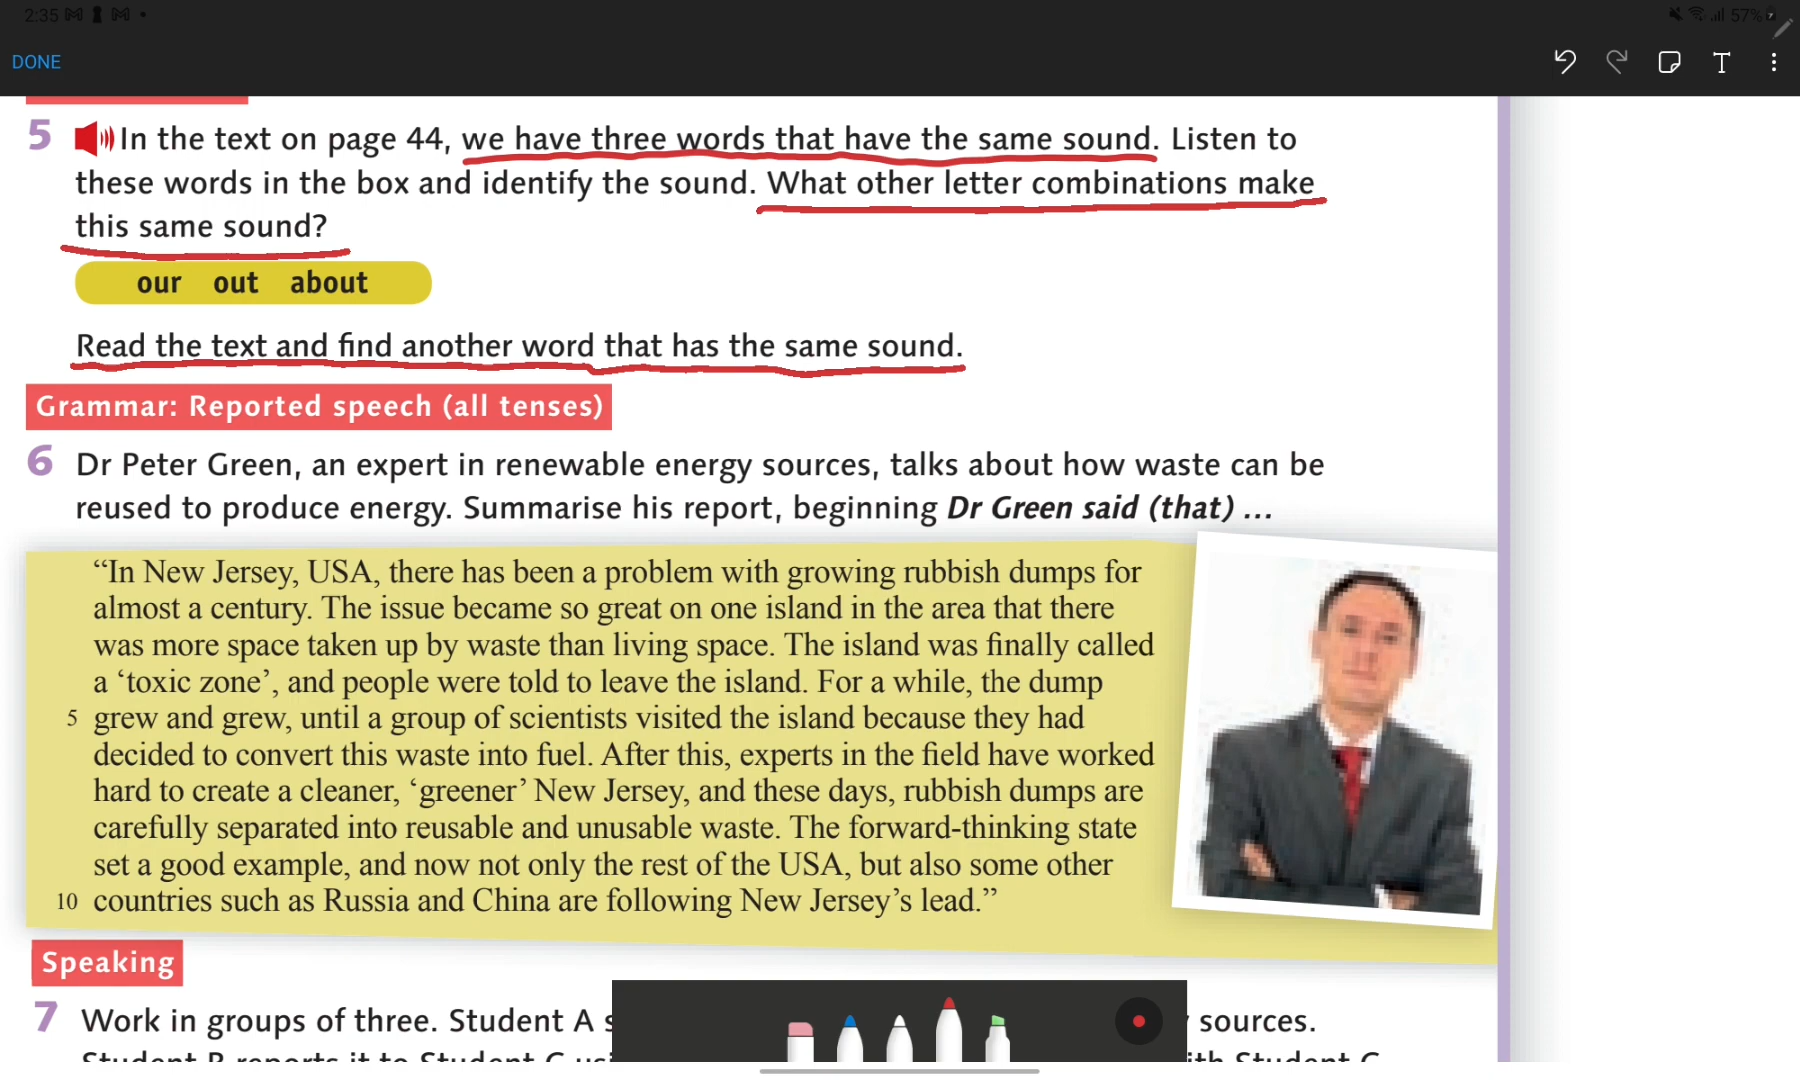 2:35
57%
DONE
T
5 In the text on page 44, we have three words that have the same sound. Listen to
these words in the box and identify the sound. What other letter combinations make
this same sound?
our out about
Read the text and find another word that has the same sound.
Grammar: Reported speech (all tenses)
6 Dr Peter Green, an expert in renewable energy sources, talks about how waste can be
reused to produce energy. Summarise his report, beginning Dr Green said (that) ...
“In New Jersey, USA, there has been a problem with growing rubbish dumps for
almost a century. The issue became so great on one island in the area that there
was more space taken up by waste than living space. The island was finally called
a ‘toxic zone’, and people were told to leave the island. For a while, the dump
5 grew and grew, until a group of scientists visited the island because they had
decided to convert this waste into fuel. After this, experts in the field have worked
hard to create a cleaner, ‘greener’ New Jersey, and these days, rubbish dumps are
carefully separated into reusable and unusable waste. The forward-thinking state
set a good example, and now not only the rest of the USA, but also some other
10 countries such as Russia and China are following New Jersey’s lead.”
Speaking
7 Work in groups of three. Student A s sources.
Student B reports it to Student C usi ith Student C